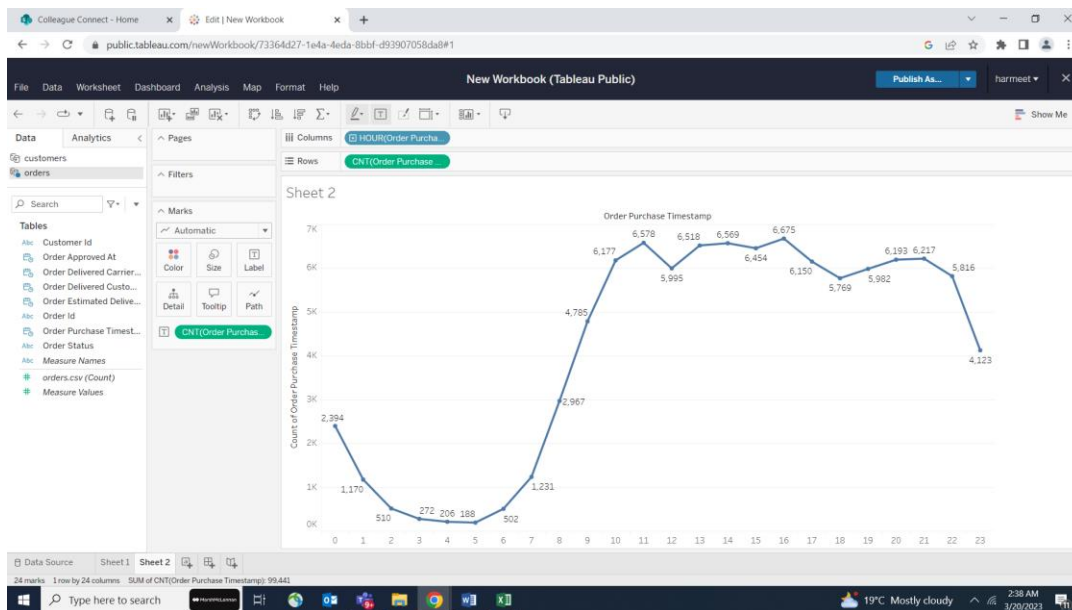 Colleague Connect - Home
Edit | New Workbook
public.tableau.com/newWorkbook/73364d27-1e4a-4eda-8bbf-d93907058da8#1
New Workbook (Tableau Public)
Publish As...
harmeet
File Data Worksheet Dashboard Analysis Map Format Help
Show Me
Data Analytics
customers
orders
Search
Tables
Abc Customer Id
Order Approved At
Order Delivered Carrier...
Order Delivered Custo...
Order Estimated Delive...
Abc Order Id
Order Purchase Timest...
Abc Order Status
Abc Measure Names
# orders.csv (Count)
# Measure Values
Pages
Filters
Marks
Automatic
Color Size Label
Detail Tooltip Path
CNT(Order Purchas...
Columns HOUR(Order Purcha...
Rows CNT(Order Purchase ...
Sheet 2
Order Purchase Timestamp
Count of Order Purchase Timestamp
7K
6K
5K
4K
3K
2K
1K
0K
2,394
1,170
510
272
206
188
502
1,231
2,967
4,785
6,177
6,578
5,995
6,518
6,569
6,454
6,675
6,150
5,769
5,982
6,193
6,217
5,816
4,123
0 1 2 3 4 5 6 7 8 9 10 11 12 13 14 15 16 17 18 19 20 21 22 23
Data Source Sheet 1 Sheet 2
24 marks 1 row by 24 columns SUM of CNT(Order Purchase Timestamp): 99,441
Type here to search
19°C Mostly cloudy
2:38 AM
3/20/2023